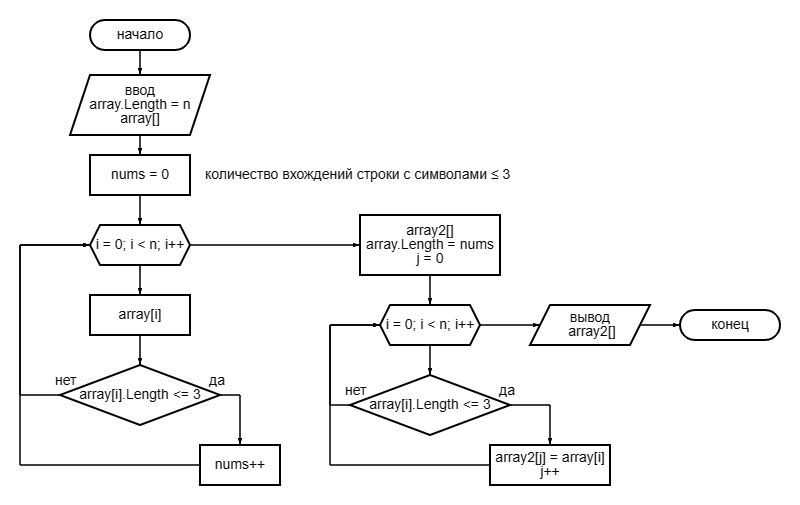 начало
ввод
array.Length = n
array[]
nums = 0
количество вхождений строки с символами ≤ 3
i = 0; i < n; i++
array[i]
нет
да
array[i].Length <= 3
nums++
array2[]
array.Length = nums
j = 0
i = 0; i < n; i++
вывод
array2[]
конец
нет
да
array[i].Length <= 3
array2[j] = array[i]
j++